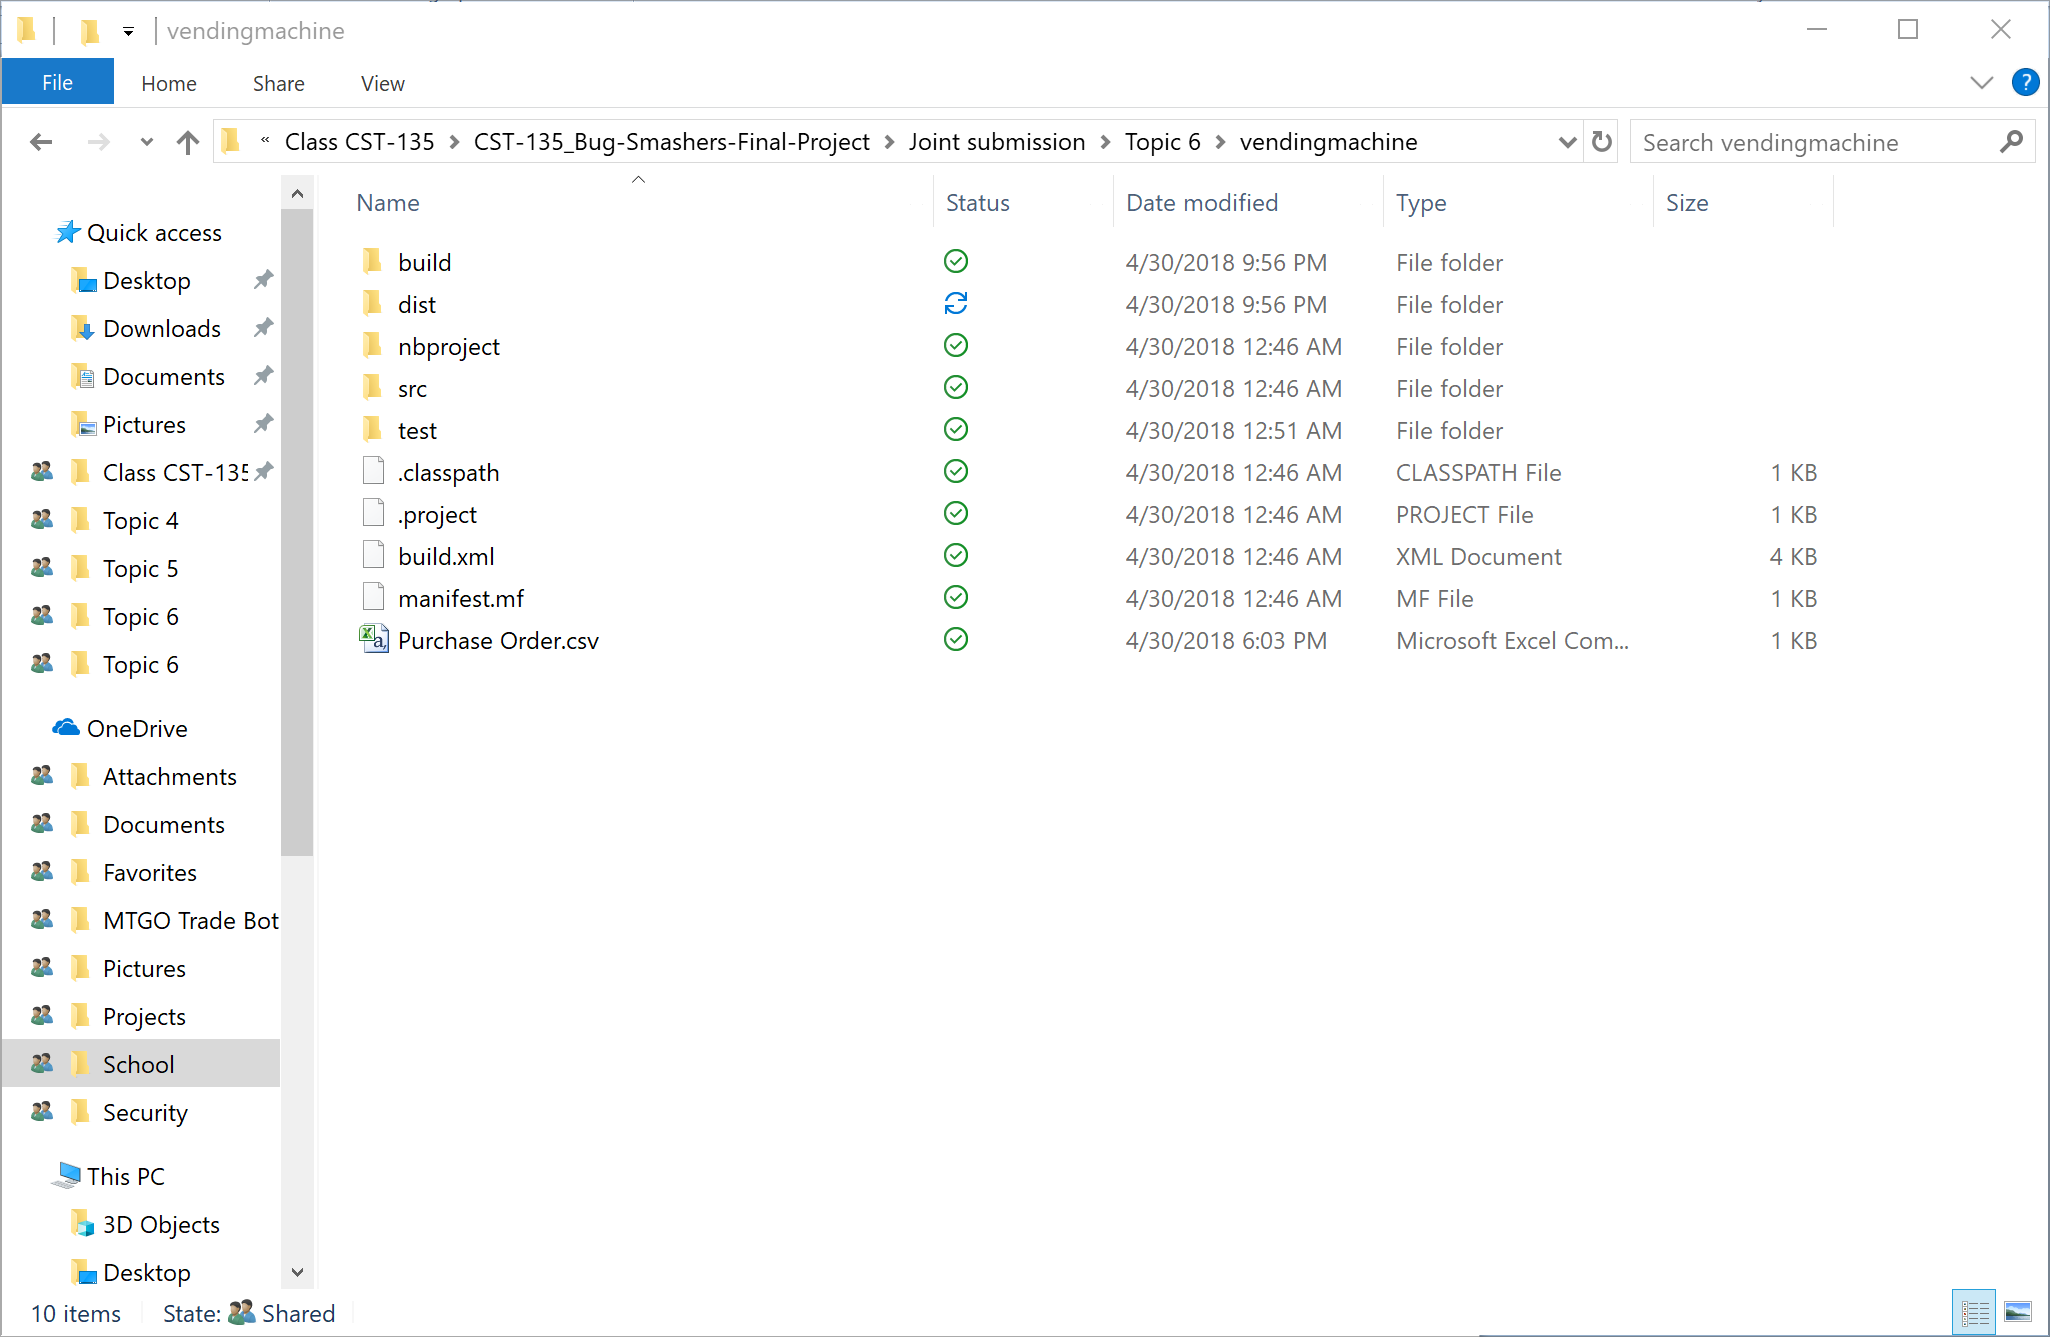 vendingmachine
File Home Share View
« Class CST-135 > CST-135_Bug-Smashers-Final-Project > Joint submission > Topic 6 > vendingmachine
Search vendingmachine
Quick access
Desktop
Downloads
Documents
Pictures
Class CST-135
Topic 4
Topic 5
Topic 6
Topic 6
OneDrive
Attachments
Documents
Favorites
MTGO Trade Bot
Pictures
Projects
School
Security
This PC
3D Objects
Desktop
Name Status Date modified Type Size
build 4/30/2018 9:56 PM File folder
dist 4/30/2018 9:56 PM File folder
nbproject 4/30/2018 12:46 AM File folder
src 4/30/2018 12:46 AM File folder
test 4/30/2018 12:51 AM File folder
.classpath 4/30/2018 12:46 AM CLASSPATH File 1 KB
.project 4/30/2018 12:46 AM PROJECT File 1 KB
build.xml 4/30/2018 12:46 AM XML Document 4 KB
manifest.mf 4/30/2018 12:46 AM MF File 1 KB
Purchase Order.csv 4/30/2018 6:03 PM Microsoft Excel Com... 1 KB
10 items State: Shared